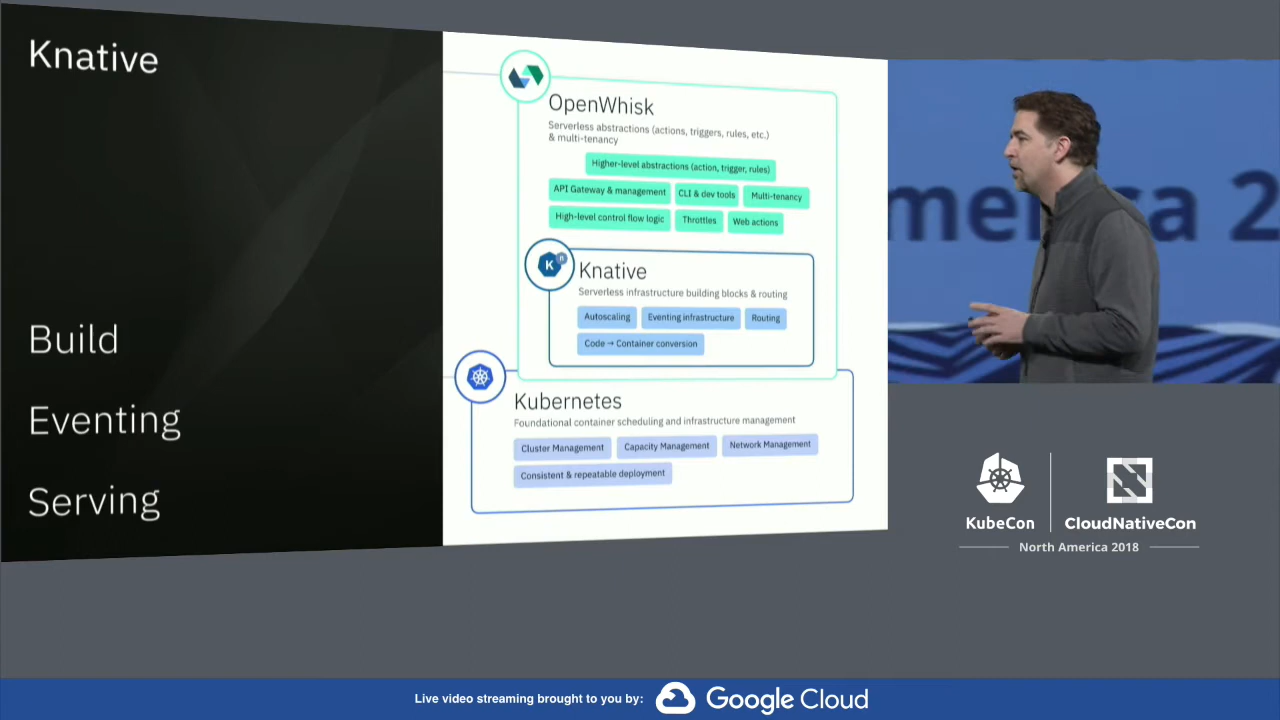 Knative
Build
Eventing
Serving
OpenWhisk
Serverless abstractions (actions, triggers, rules, etc.)
& multi-tenancy
Higher-level abstractions (action, trigger, rules)
API Gateway & management
CLI & dev tools
Multi-tenancy
High-level control flow logic
Throttles
Web actions
K n
Knative
Serverless infrastructure building blocks & routing
Autoscaling
Eventing infrastructure
Routing
Code → Container conversion
Kubernetes
Foundational container scheduling and infrastructure management
Cluster Management
Capacity Management
Network Management
Consistent & repeatable deployment
merica 2
KubeCon
CloudNativeCon
North America 2018
Live video streaming brought to you by:
Google Cloud